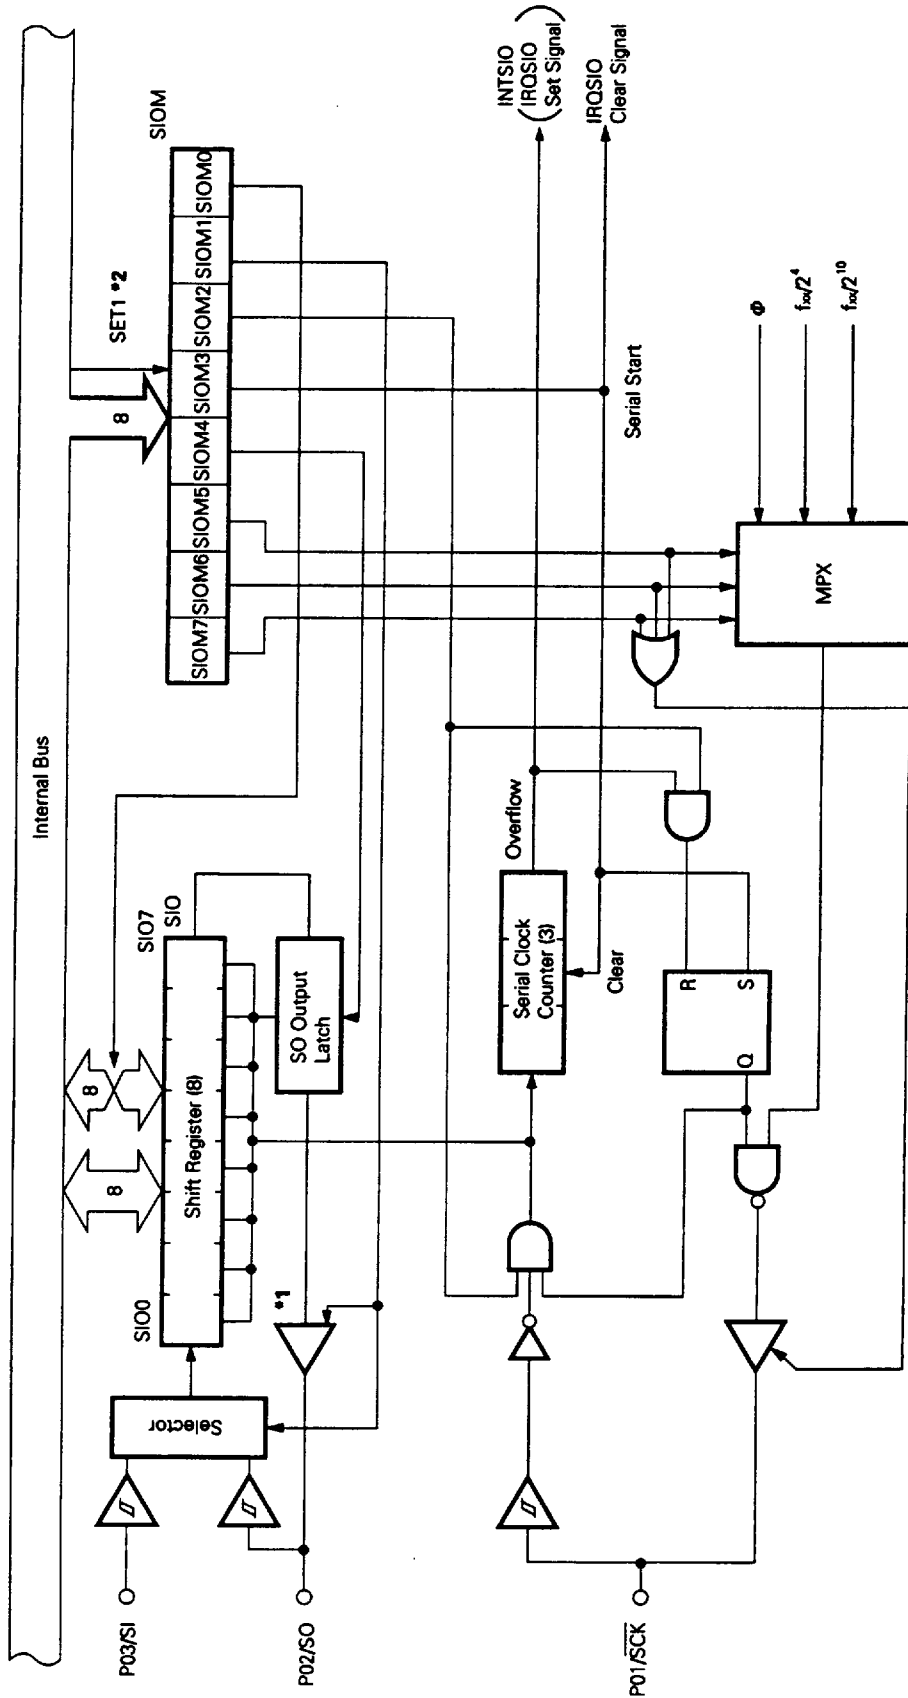 Internal Bus
8
8
8
SET1 *2
SIOM
SIOM7
SIOM6
SIOM5
SIOM4
SIOM3
SIOM2
SIOM1
SIOM0
P03/SI
Selector
SIO0
Shift Register (8)
SIO7
SIO
SO Output
Latch
*1
P02/SO
Serial Clock
Counter (3)
Overflow
Clear
INTSIO
(IRQSIO
Set Signal)
IRQSIO
Clear Signal
Serial Start
R
S
Q
MPX
Φ
fxx/2⁴
fxx/2¹⁰
P01/S̅C̅K̅